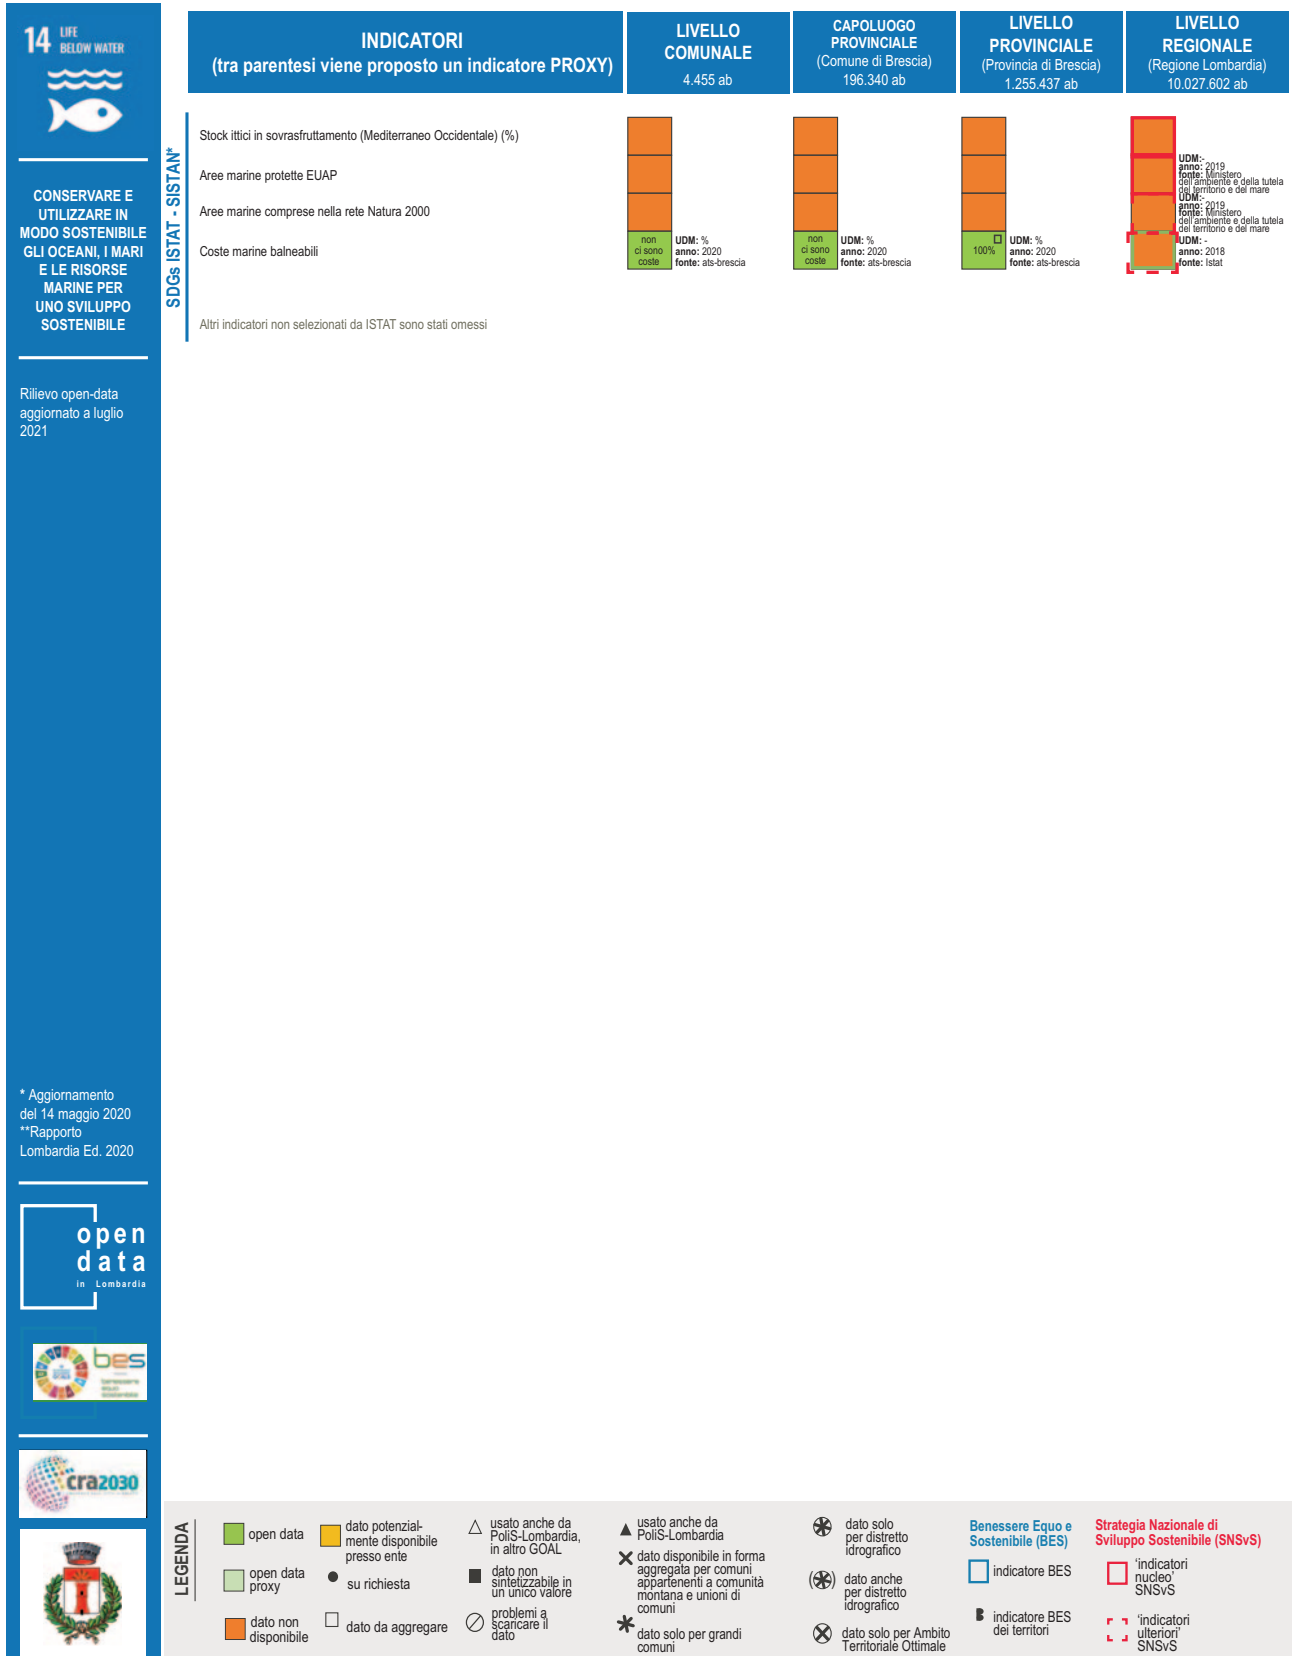 14 LIFE
BELOW WATER
CONSERVARE E
UTILIZZARE IN
MODO SOSTENIBILE
GLI OCEANI, I MARI
E LE RISORSE
MARINE PER
UNO SVILUPPO
SOSTENIBILE
Rilievo open-data
aggiornato a luglio
2021
* Aggiornamento
del 14 maggio 2020
**Rapporto
Lombardia Ed. 2020
open
data
in Lombardia
bes
benessere
equo
sostenibile
cra2030
INDICATORI
(tra parentesi viene proposto un indicatore PROXY)
LIVELLO
COMUNALE
4.455 ab
CAPOLUOGO
PROVINCIALE
(Comune di Brescia)
196.340 ab
LIVELLO
PROVINCIALE
(Provincia di Brescia)
1.255.437 ab
LIVELLO
REGIONALE
(Regione Lombardia)
10.027.602 ab
SDGs ISTAT - SISTAN*
Stock ittici in sovrasfruttamento (Mediterraneo Occidentale) (%)
Aree marine protette EUAP
UDM:-
anno: 2019
fonte: Ministero
dell'ambiente e della tutela
del territorio e del mare
Aree marine comprese nella rete Natura 2000
UDM:-
anno: 2019
fonte: Ministero
dell'ambiente e della tutela
del territorio e del mare
Coste marine balneabili
non
ci sono
coste
UDM: %
anno: 2020
fonte: ats-brescia
non
ci sono
coste
UDM: %
anno: 2020
fonte: ats-brescia
100%
UDM: %
anno: 2020
fonte: ats-brescia
UDM: -
anno: 2018
fonte: Istat
Altri indicatori non selezionati da ISTAT sono stati omessi
LEGENDA
open data
open data
proxy
dato non
disponibile
dato potenzial-
mente disponibile
presso ente
su richiesta
dato da aggregare
usato anche da
PoliS-Lombardia,
in altro GOAL
dato non
sintetizzabile in
un unico valore
problemi a
scaricare il
dato
usato anche da
PoliS-Lombardia
dato disponibile in forma
aggregata per comuni
appartenenti a comunità
montana e unioni di
comuni
dato solo per grandi
comuni
dato solo
per distretto
idrografico
dato anche
per distretto
idrografico
dato solo per Ambito
Territoriale Ottimale
Benessere Equo e
Sostenibile (BES)
indicatore BES
B indicatore BES
dei territori
Strategia Nazionale di
Sviluppo Sostenibile (SNSvS)
'indicatori
nucleo'
SNSvS
'indicatori
ulteriori'
SNSvS